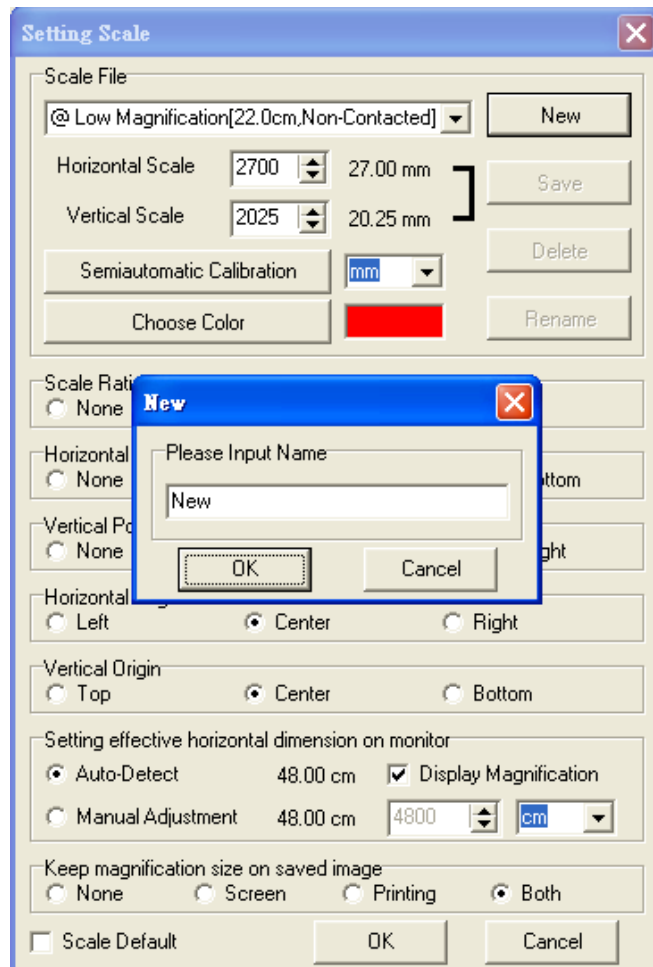 Setting Scale
Scale File
@ Low Magnification[22.0cm,Non-Contacted]
New
Horizontal Scale 2700 27.00 mm
Save
Vertical Scale 2025 20.25 mm
Delete
Semiautomatic Calibration mm
Choose Color
Rename
Scale Rati
None
New
Horizontal
None
ttom
Please Input Name
New
Vertical Po
None
ght
OK Cancel
Horizontal
Left Center Right
Vertical Origin
Top Center Bottom
Setting effective horizontal dimension on monitor
Auto-Detect 48.00 cm Display Magnification
Manual Adjustment 48.00 cm 4800 cm
Keep magnification size on saved image
None Screen Printing Both
Scale Default OK Cancel